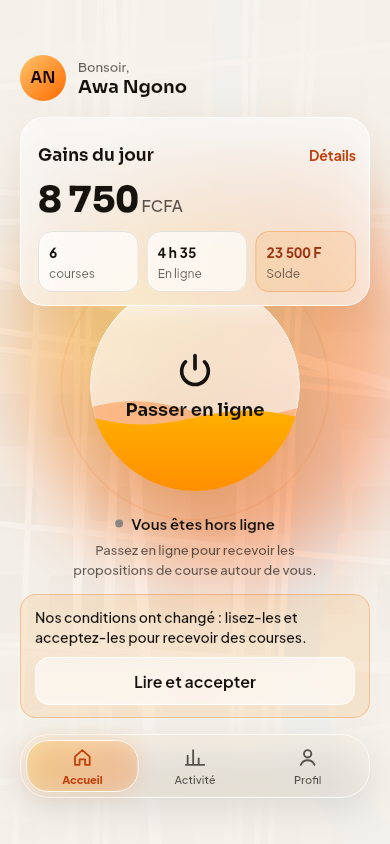 AN
Bonsoir,
Awa Ngono
Gains du jour
Détails
8 750 FCFA
6
courses
4 h 35
En ligne
23 500 F
Solde
Passer en ligne
Vous êtes hors ligne
Passez en ligne pour recevoir les
propositions de course autour de vous.
Nos conditions ont changé : lisez-les et
acceptez-les pour recevoir des courses.
Lire et accepter
Accueil
Activité
Profil